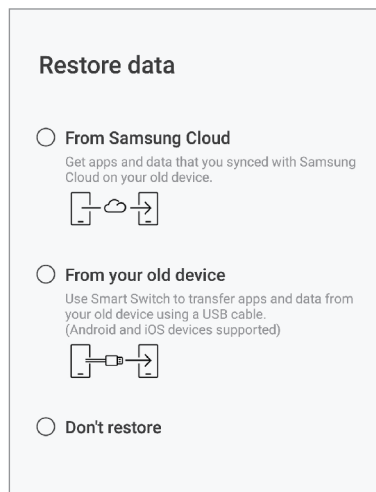 Restore data
From Samsung Cloud
Get apps and data that you synced with Samsung
Cloud on your old device.
From your old device
Use Smart Switch to transfer apps and data from
your old device using a USB cable.
(Android and iOS devices supported)
Don't restore